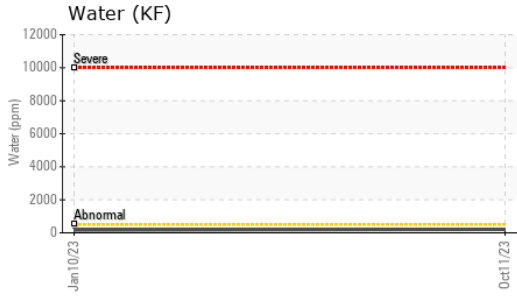 Water (KF)
12000
10000
8000
6000
4000
2000
0
Water (ppm)
Severe
Abnormal
Jan10/23
Oct11/23